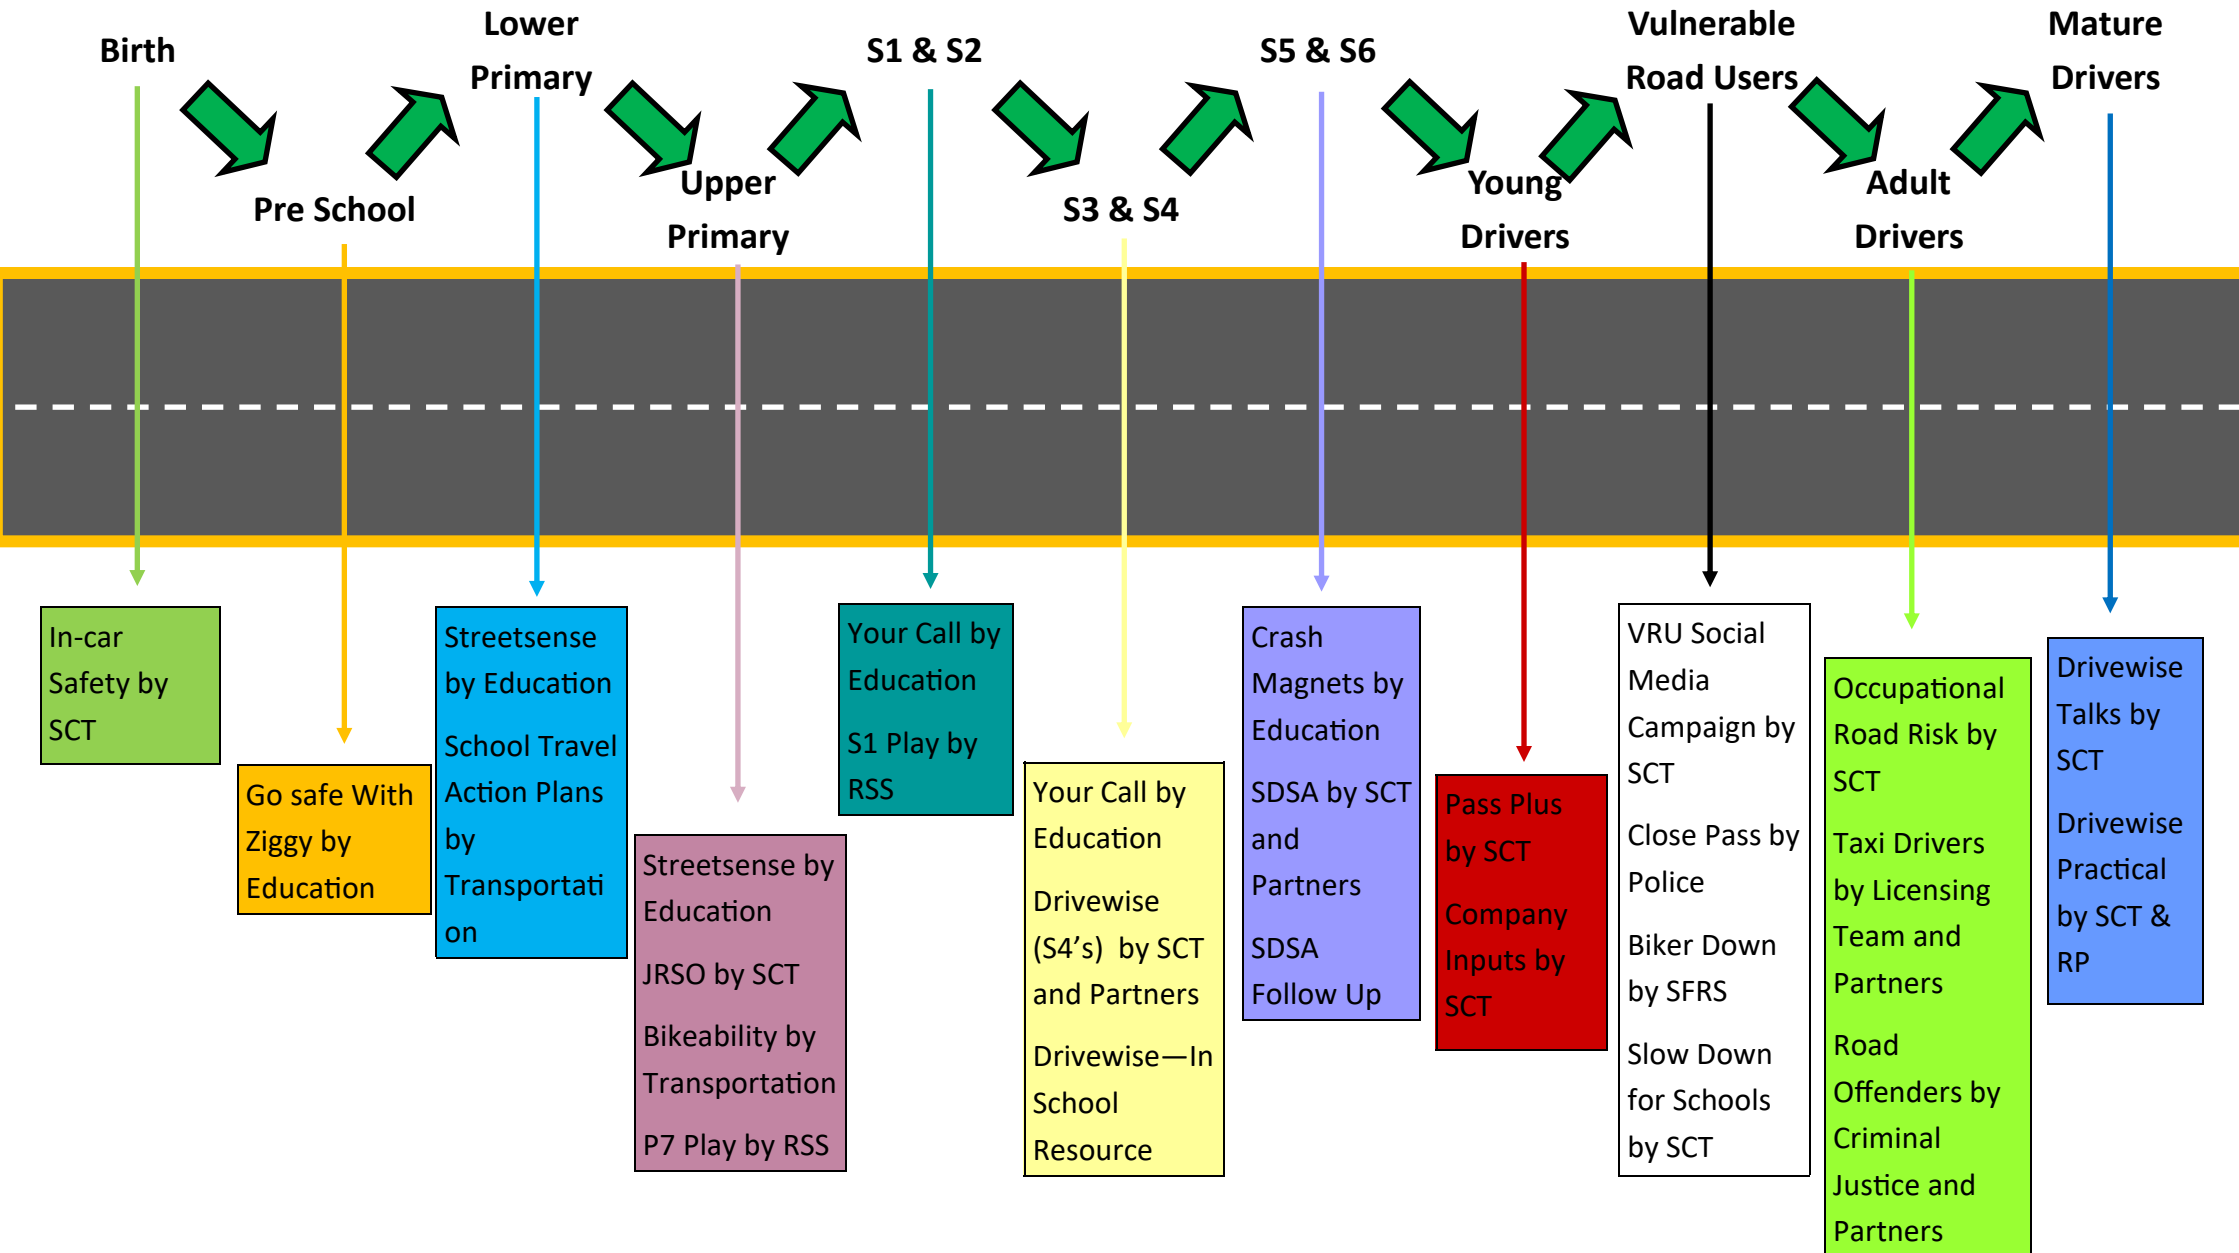 Birth
Pre School
Lower
Primary
Upper
Primary
S1 & S2
S3 & S4
S5 & S6
Young
Drivers
Vulnerable
Road Users
Adult
Drivers
Mature
Drivers
In-car
Safety by
SCT
Go safe With
Ziggy by
Education
Streetsense
by Education
School Travel
Action Plans
by
Transportati
on
Streetsense by
Education
JRSO by SCT
Bikeability by
Transportation
P7 Play by RSS
Your Call by
Education
S1 Play by
RSS
Your Call by
Education
Drivewise
(S4’s)  by SCT
and Partners
Drivewise—In
School
Resource
Crash
Magnets by
Education
SDSA by SCT
and
Partners
SDSA
Follow Up
Pass Plus
by SCT
Company
Inputs by
SCT
VRU Social
Media
Campaign by
SCT
Close Pass by
Police
Biker Down
by SFRS
Slow Down
for Schools
by SCT
Occupational
Road Risk by
SCT
Taxi Drivers
by Licensing
Team and
Partners
Road
Offenders by
Criminal
Justice and
Partners
Drivewise
Talks by
SCT
Drivewise
Practical
by SCT &
RP